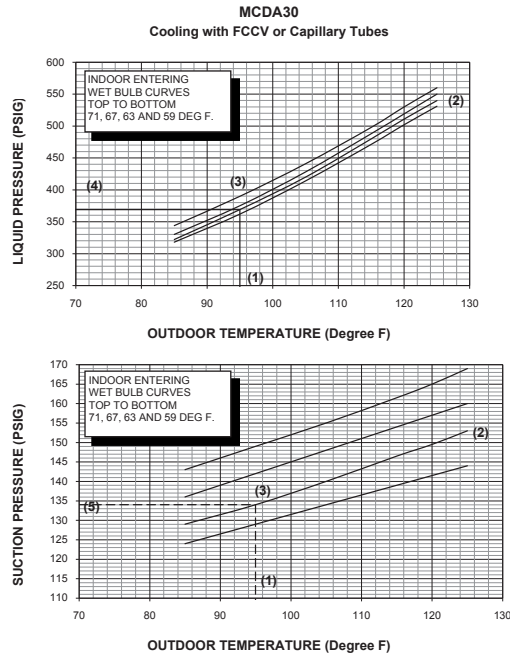 MCDA30
Cooling with FCCV or Capillary Tubes
LIQUID PRESSURE (PSIG)
600
550
500
450
400
350
300
250
INDOOR ENTERING
WET BULB CURVES
TOP TO BOTTOM
71, 67, 63 AND 59 DEG F.
(2)
(3)
(4)
(1)
70 80 90 100 110 120 130
OUTDOOR TEMPERATURE (Degree F)
SUCTION PRESSURE (PSIG)
170
165
160
155
150
145
140
135
130
125
120
115
110
INDOOR ENTERING
WET BULB CURVES
TOP TO BOTTOM
71, 67, 63 AND 59 DEG F.
(2)
(3)
(5)
(1)
70 80 90 100 110 120 130
OUTDOOR TEMPERATURE (Degree F)